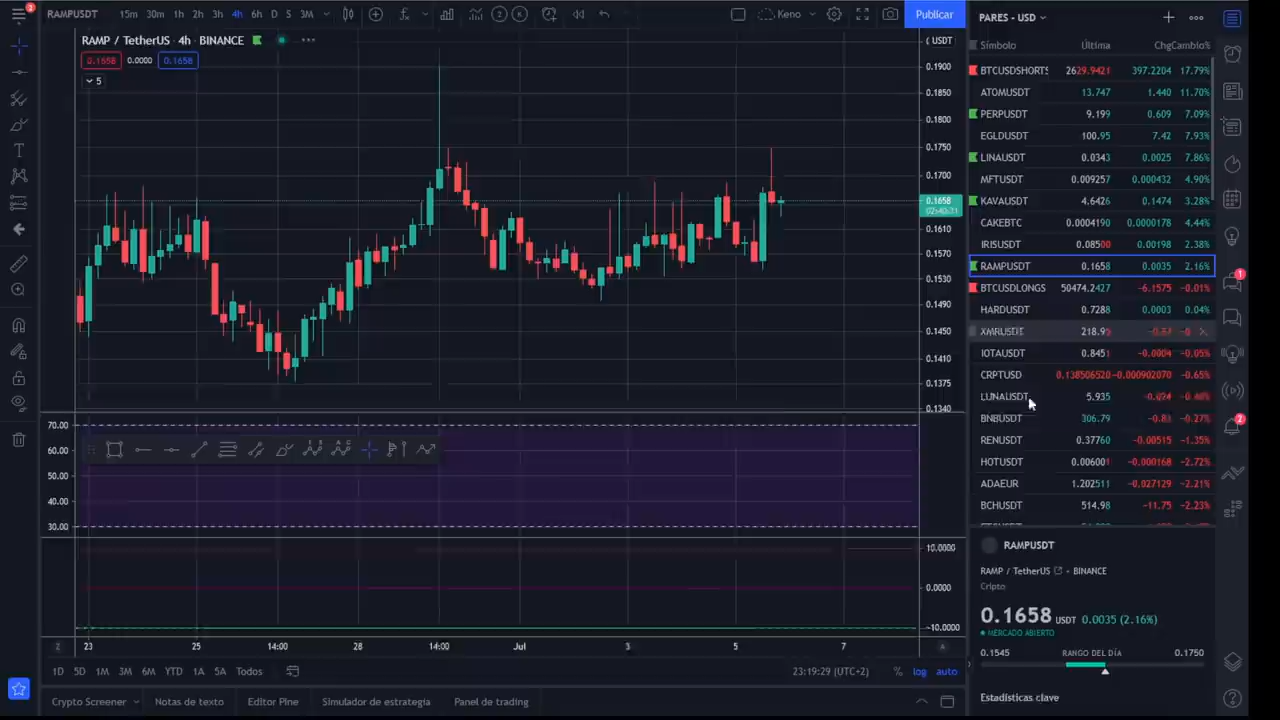 RAMPUSDT 15m 30m 1h 2h 3h 4h 6h D S 3M Keno Publicar
PARES - USD
RAMP / TetherUS · 4h · BINANCE
0.1658 0.0000 0.1658
5
USDT
0.1900
0.1850
0.1800
0.1750
0.1700
0.1658
0.1610
0.1570
0.1530
0.1490
0.1450
0.1410
0.1375
0.1340
70.00
60.00
50.00
40.00
30.00
10.0000
0.0000
-10.0000
23 25 14:00 28 14:00 Jul 3 5 7
1D 5D 1M 3M 6M YTD 1A 5A Todos 23:19:29 (UTC+2) % log auto
Crypto Screener Notas de texto Editor Pine Simulador de estrategia Panel de trading
Símbolo Última Chg Cambio%
BTCUSDSHORTS 2629.9421 397.2204 17.79%
ATOMUSDT 13.747 1.440 11.70%
PERPUSDT 9.199 0.609 7.09%
EGLDUSDT 100.95 7.42 7.93%
LINAUSDT 0.0343 0.0025 7.86%
MFTUSDT 0.009257 0.000432 4.90%
KAVAUSDT 4.6426 0.1474 3.28%
CAKEBTC 0.0004190 0.0000178 4.44%
IRISUSDT 0.08500 0.00198 2.38%
RAMPUSDT 0.1658 0.0035 2.16%
BTCUSDLONGS 50474.2427 -6.1575 -0.01%
HARDUSDT 0.7288 0.0003 0.04%
XMRUSDT
IOTAUSDT 0.8451 -0.0004 -0.05%
CRPTUSD 0.138506520 -0.000902070 -0.65%
LUNAUSDT 5.935 -0.024
BNBUSDT 306.79 -0.27%
RENUSDT 0.37760 -0.00515 -1.35%
HOTUSDT 0.006001 -0.000168 -2.72%
ADAEUR 1.202511 -0.027129 -2.21%
BCHUSDT 514.98 -11.75 -2.23%
RAMPUSDT
RAMP / TetherUS · BINANCE
Cripto
0.1658 USDT 0.0035 (2.16%)
MERCADO ABIERTO
0.1545 RANGO DEL DÍA 0.1750
Estadísticas clave